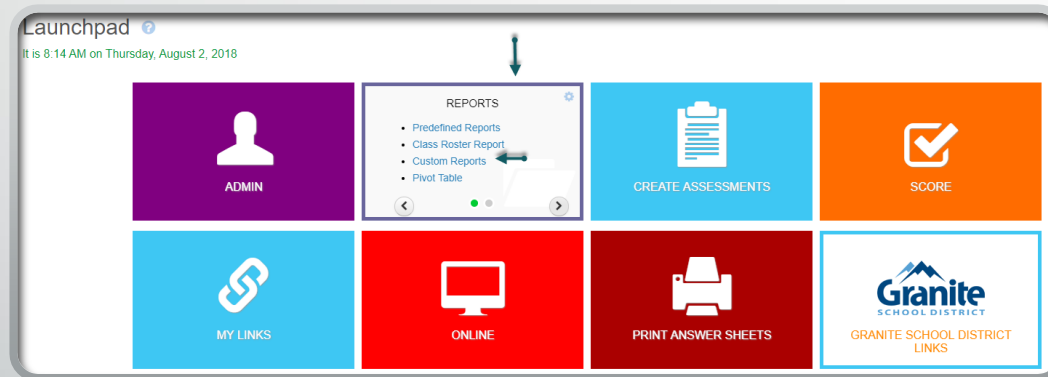 Launchpad ?
It is 8:14 AM on Thursday, August 2, 2018
ADMIN
REPORTS
Predefined Reports
Class Roster Report
Custom Reports
Pivot Table
CREATE ASSESSMENTS
SCORE
MY LINKS
ONLINE
PRINT ANSWER SHEETS
Granite
SCHOOL DISTRICT
GRANITE SCHOOL DISTRICT
LINKS